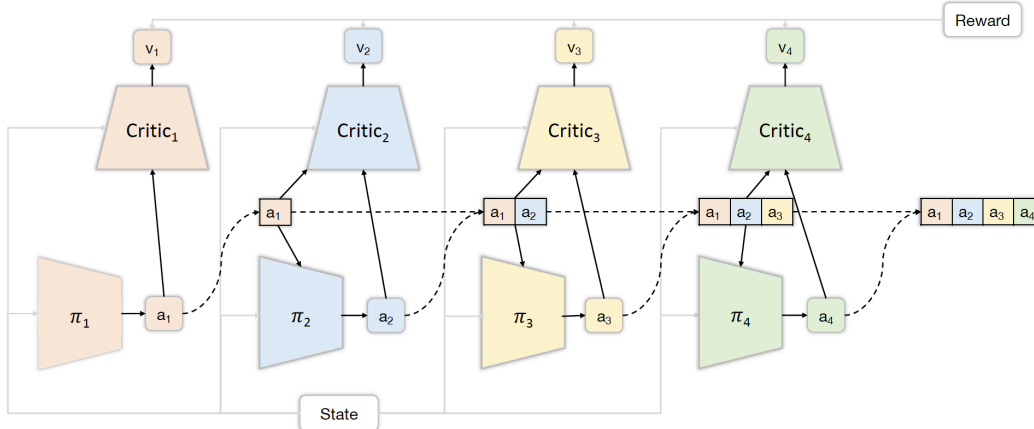 Reward
v₁ v₂ v₃ v₄
Critic₁ Critic₂ Critic₃ Critic₄
a₁ a₁ a₂ a₁ a₂ a₃ a₁ a₂ a₃ a₄
π₁ a₁ π₂ a₂ π₃ a₃ π₄ a₄
State